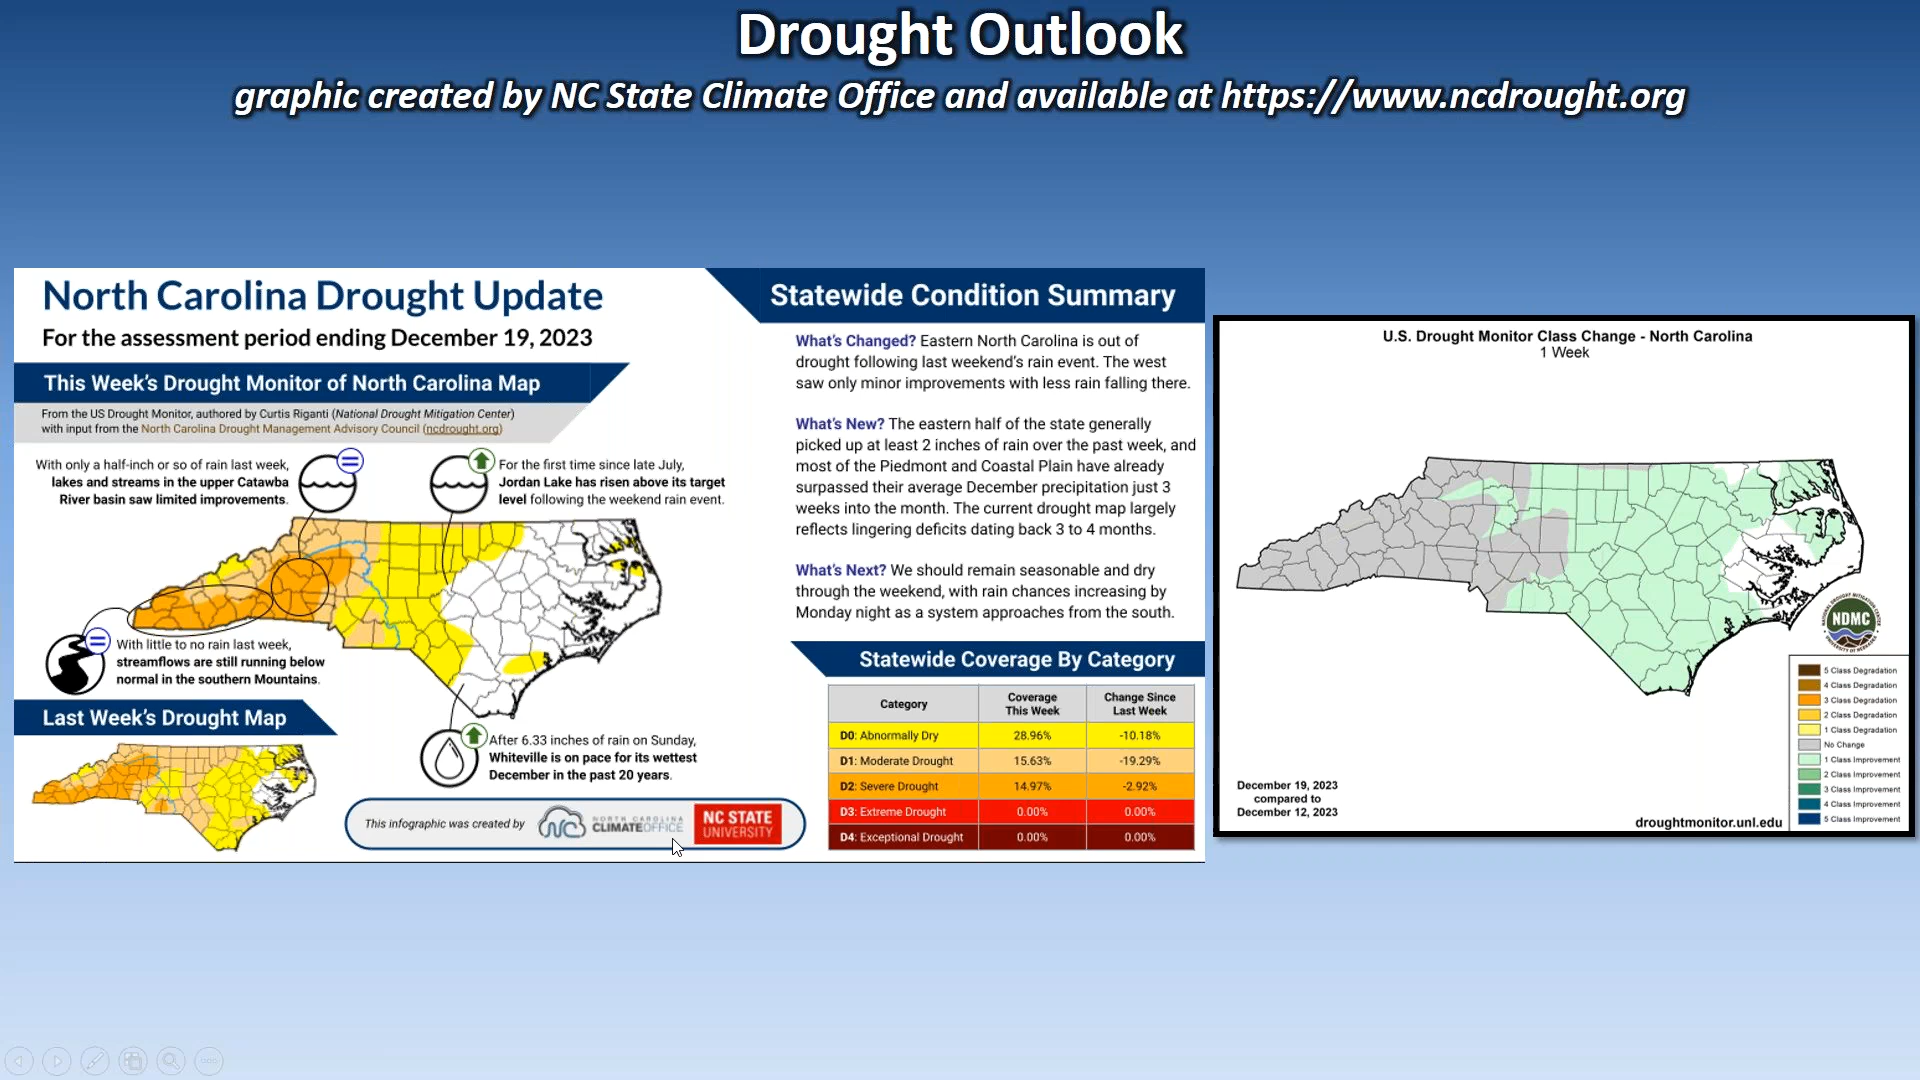 Drought Outlook
graphic created by NC State Climate Office and available at https://www.ncdrought.org
North Carolina Drought Update
For the assessment period ending December 19, 2023
This Week's Drought Monitor of North Carolina Map
From the US Drought Monitor, authored by Curtis Riganti (National Drought Mitigation Center)
with input from the North Carolina Drought Management Advisory Council (ncdrought.org)
With only a half-inch or so of rain last week,
lakes and streams in the upper Catawba
River basin saw limited improvements.
For the first time since late July,
Jordan Lake has risen above its target
level following the weekend rain event.
With little to no rain last week,
streamflows are still running below
normal in the southern Mountains.
Last Week's Drought Map
After 6.33 inches of rain on Sunday,
Whiteville is on pace for its wettest
December in the past 20 years.
This infographic was created by
NC
NORTH CAROLINA
CLIMATEOFFICE
NC STATE
UNIVERSITY
Statewide Condition Summary
What's Changed? Eastern North Carolina is out of
drought following last weekend's rain event. The west
saw only minor improvements with less rain falling there.
What's New? The eastern half of the state generally
picked up at least 2 inches of rain over the past week, and
most of the Piedmont and Coastal Plain have already
surpassed their average December precipitation just 3
weeks into the month. The current drought map largely
reflects lingering deficits dating back 3 to 4 months.
What's Next? We should remain seasonable and dry
through the weekend, with rain chances increasing by
Monday night as a system approaches from the south.
Statewide Coverage By Category
Category Coverage This Week Change Since Last Week
D0: Abnormally Dry 28.96% -10.18%
D1: Moderate Drought 15.63% -19.29%
D2: Severe Drought 14.97% -2.92%
D3: Extreme Drought 0.00% 0.00%
D4: Exceptional Drought 0.00% 0.00%
U.S. Drought Monitor Class Change - North Carolina
1 Week
NDMC
5 Class Degradation
4 Class Degradation
3 Class Degradation
2 Class Degradation
1 Class Degradation
No Change
1 Class Improvement
2 Class Improvement
3 Class Improvement
4 Class Improvement
5 Class Improvement
December 19, 2023
compared to
December 12, 2023
droughtmonitor.unl.edu